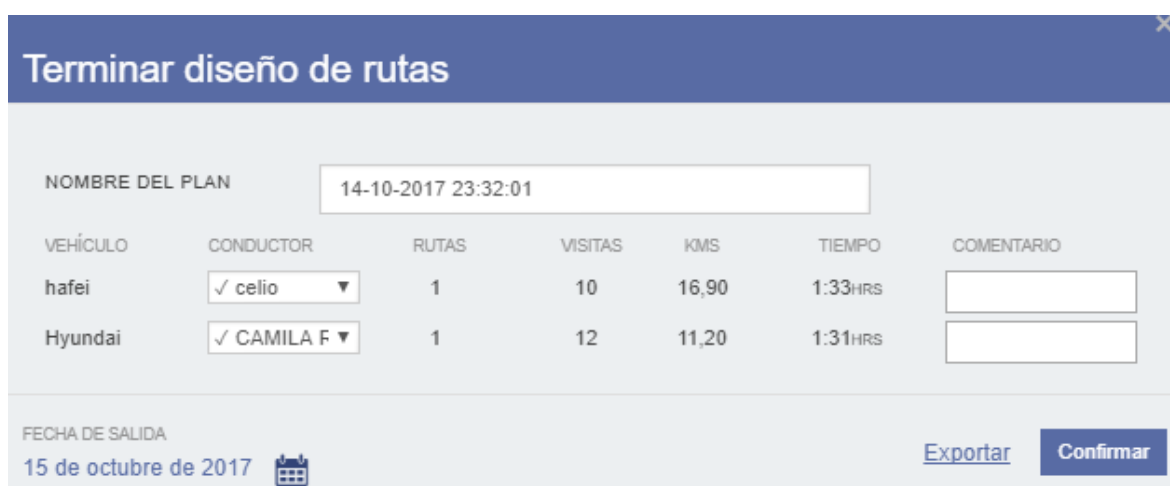 Terminar diseño de rutas
NOMBRE DEL PLAN 14-10-2017 23:32:01
VEHÍCULO CONDUCTOR RUTAS VISITAS KMS TIEMPO COMENTARIO
hafei ✓ celio ▼ 1 10 16,90 1:33HRS
Hyundai ✓ CAMILA ▼ 1 12 11,20 1:31HRS
FECHA DE SALIDA
15 de octubre de 2017 Exportar Confirmar